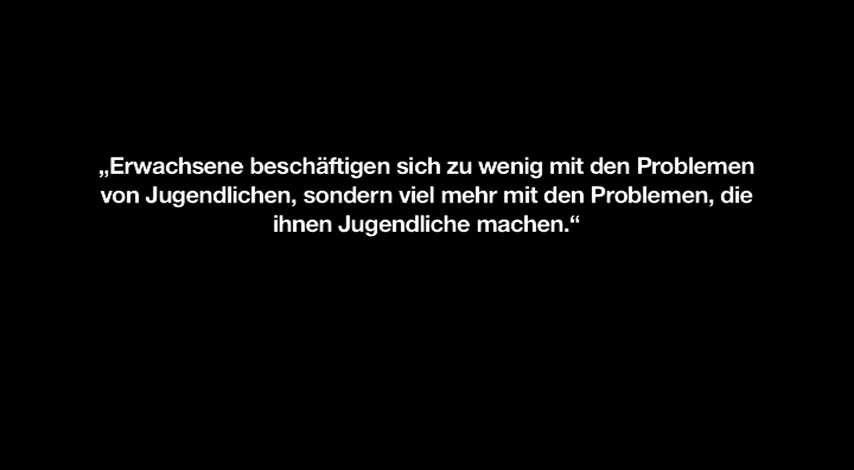 „Erwachsene beschäftigen sich zu wenig mit den Problemen
von Jugendlichen, sondern viel mehr mit den Problemen, die
ihnen Jugendliche machen.“